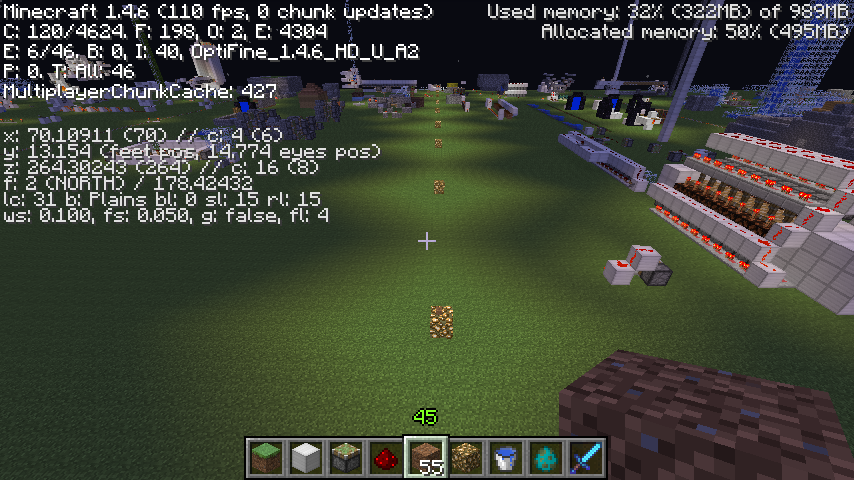 Minecraft 1.4.6 (110 fps, 0 chunk updates)
C: 120/4624, F: 198, O: 2, E: 4304
E: 6/46, B: 0, I: 40, OptiFine_1.4.6_HD_U_A2
P: 0, T: All: 46
MultiplayerChunkCache: 427
x: 70.10911 (70) // c: 4 (6)
y: 13.154 (feet pos, 14.774 eyes pos)
z: 264.30243 (264) // c: 16 (8)
f: 2 (NORTH) / 178.42432
lc: 31 b: Plains bl: 0 sl: 15 rl: 15
ws: 0.100, fs: 0.050, g: false, fl: 4
Used memory: 32% (322MB) of 989MB
Allocated memory: 50% (495MB)
45
55